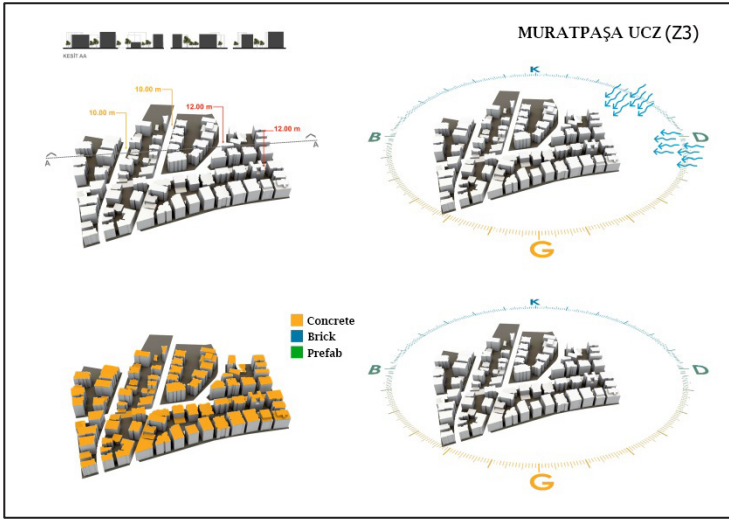 MURATPAŞA UCZ (Z3)
KESİT AA
10.00 m
10.00 m
12.00 m
12.00 m
A
A
K
B
D
G
Concrete
Brick
Prefab
K
B
D
G